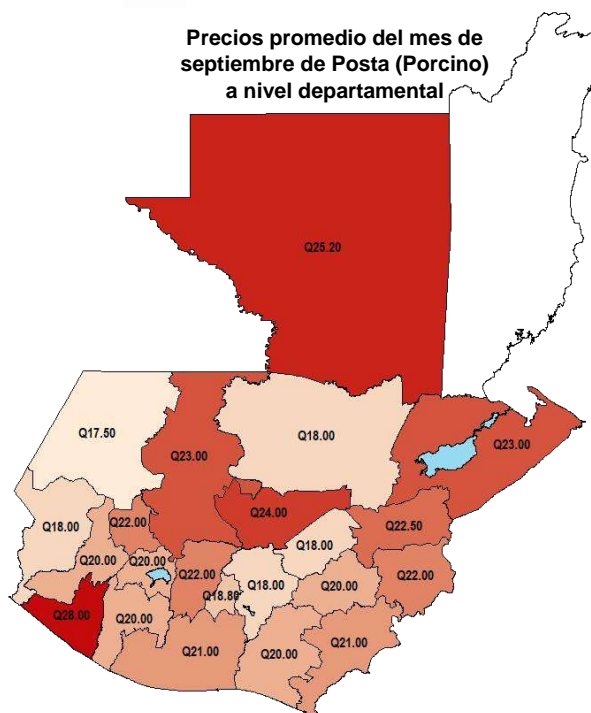 Precios promedio del mes de
septiembre de Posta (Porcino)
a nivel departamental
Q25.20
Q17.50
Q18.00
Q23.00
Q23.00
Q18.00
Q24.00
Q22.00
Q22.50
Q18.00
Q20.00
Q20.00
Q22.00
Q18.00
Q20.00
Q22.00
Q18.80
Q28.00
Q20.00
Q21.00
Q20.00
Q21.00